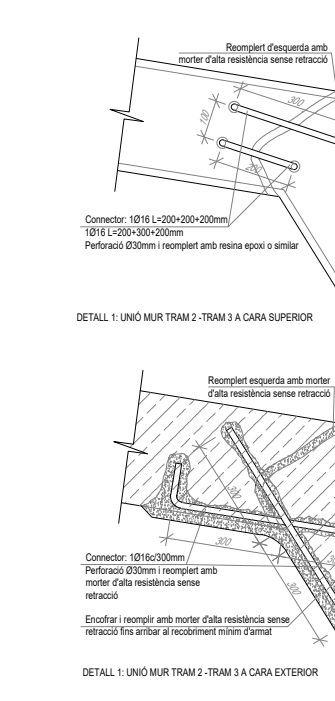 Reomplert d'esquerda amb
morter d'alta resistència sense retracció
300
100
200
Connector: 1Ø16 L=200+200+200mm
1Ø16 L=200+300+200mm
Perforació Ø30mm i reomplert amb resina epoxi o similar
DETALL 1: UNIÓ MUR TRAM 2 -TRAM 3 A CARA SUPERIOR
Reomplert esquerda amb morter
d'alta resistència sense retracció
300
300
300
Connector: 1Ø16c/300mm
Perforació Ø30mm i reomplert amb
morter d'alta resistència sense
retracció
Encofrar i reomplir amb morter d'alta resistència sense
retracció fins arribar al recobriment mínim d'armat
DETALL 1: UNIÓ MUR TRAM 2 -TRAM 3 A CARA EXTERIOR